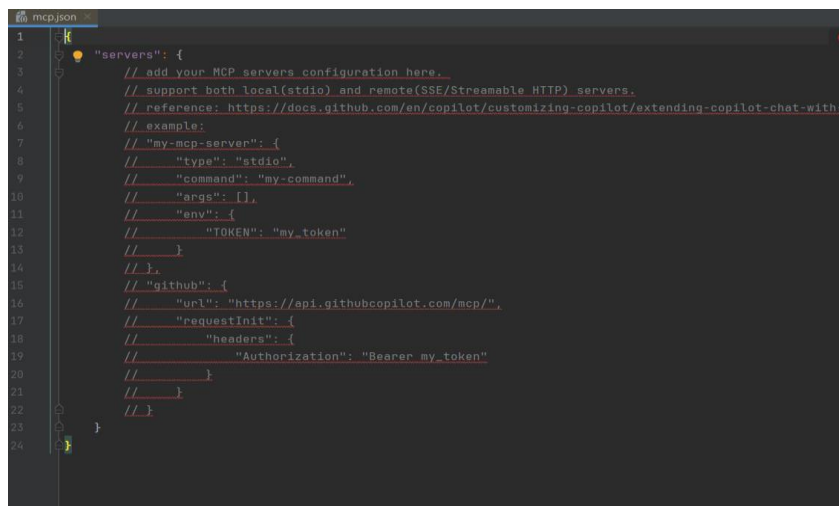 mcp.json ×
1 {
2 "servers": {
3 // add your MCP servers configuration here.
4 // support both local(stdio) and remote(SSE/Streamable HTTP) servers.
5 // reference: https://docs.github.com/en/copilot/customizing-copilot/extending-copilot-chat-with-
6 // example:
7 // "my-mcp-server": {
8 //     "type": "stdio",
9 //     "command": "my-command",
10 //     "args": [],
11 //     "env": {
12 //         "TOKEN": "my_token"
13 //     }
14 // },
15 // "github": {
16 //     "url": "https://api.githubcopilot.com/mcp/",
17 //     "requestInit": {
18 //         "headers": {
19 //             "Authorization": "Bearer my_token"
20 //         }
21 //     }
22 // }
23 }
24 }